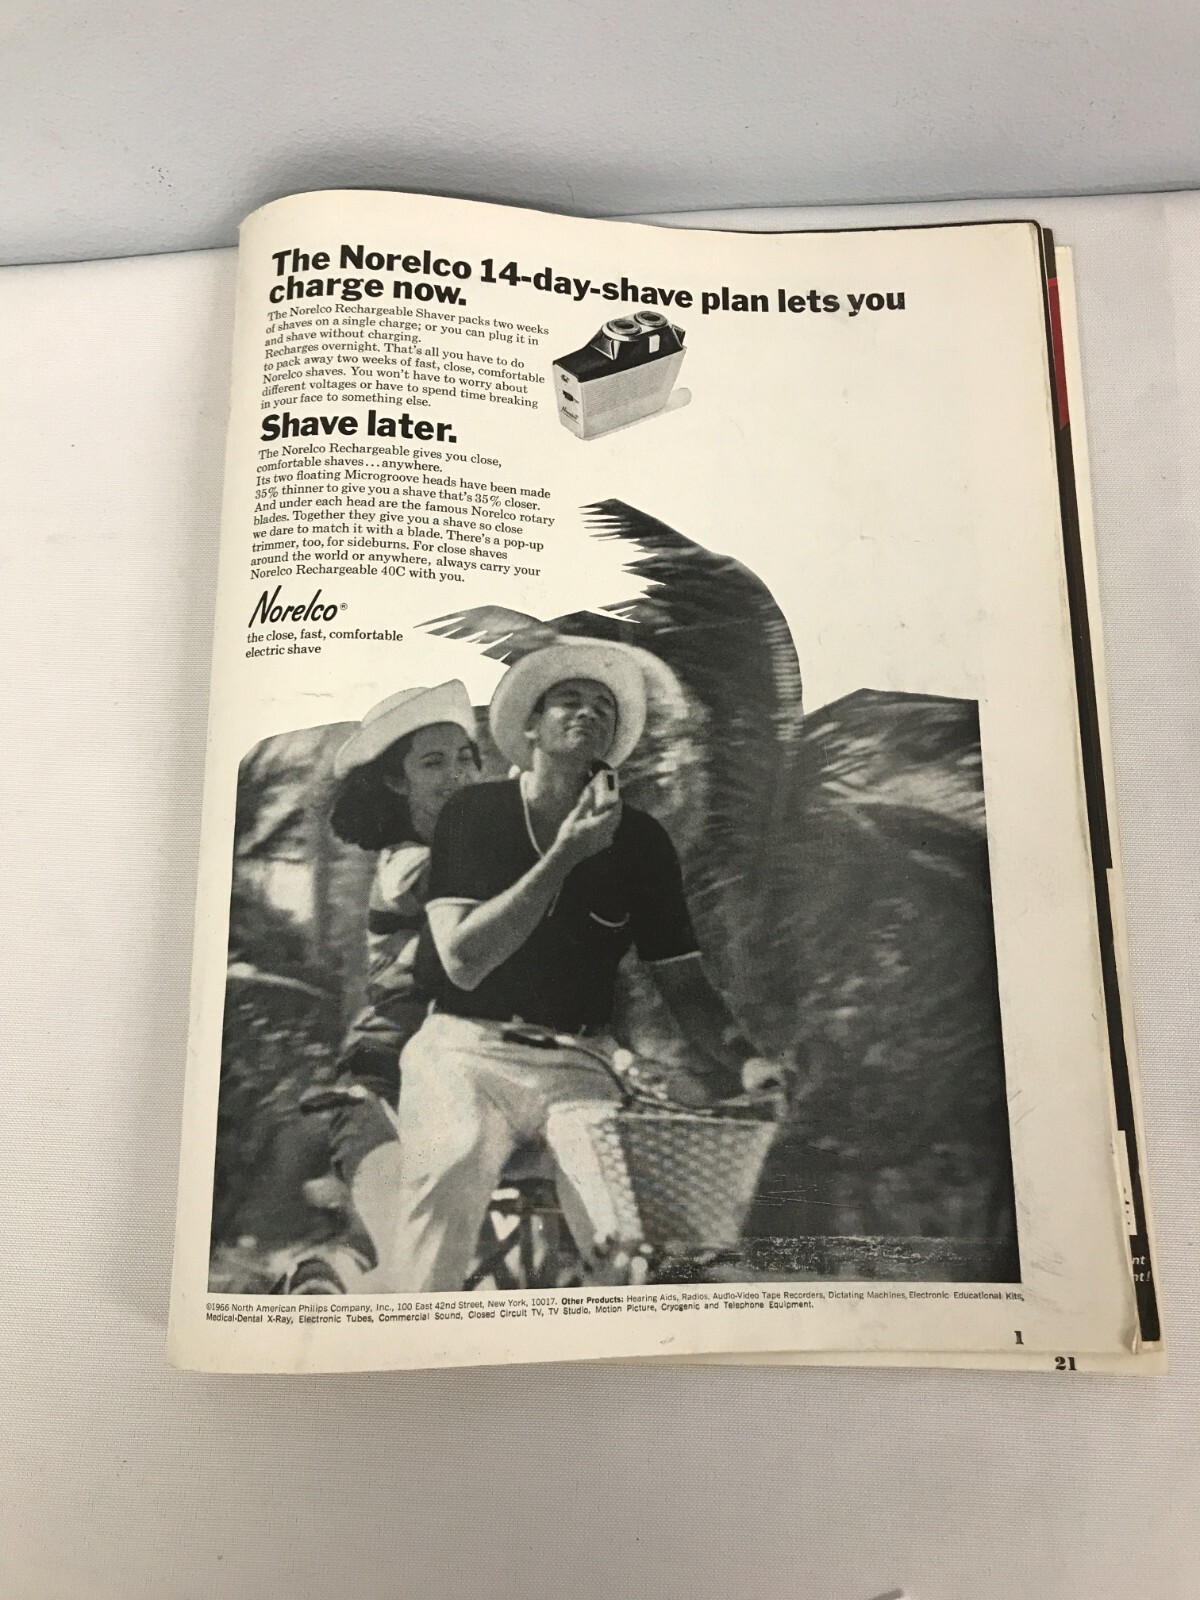 The Norelco 14-day-shave plan lets you
charge now.
The Norelco Rechargeable Shaver packs two weeks
of shaves on a single charge; or you can plug it in
and shave without charging.
Recharges overnight. That's all you have to do
to pack away two weeks of fast, close, comfortable
Norelco shaves. You won't have to worry about
different voltages or have to spend time breaking
in your face to something else.
Shave later.
The Norelco Rechargeable gives you close,
comfortable shaves...anywhere.
Its two floating Microgroove heads have been made
35% thinner to give you a shave that's 35% closer.
And under each head are the famous Norelco rotary
blades. Together they give you a shave so close
we dare to match it with a blade. There's a pop-up
trimmer, too, for sideburns. For close shaves
around the world or anywhere, always carry your
Norelco Rechargeable 40C with you.
Norelco®
the close, fast, comfortable
electric shave
©1966 North American Philips Company, Inc., 100 East 42nd Street, New York, 10017. Other Products: Hearing Aids, Radios, Audio-Video Tape Recorders, Dictating Machines, Electronic Educational Kits,
Medical-Dental X-Ray, Electronic Tubes, Commercial Sound, Closed Circuit TV, TV Studio, Motion Picture, Cryogenic and Telephone Equipment.
1
21